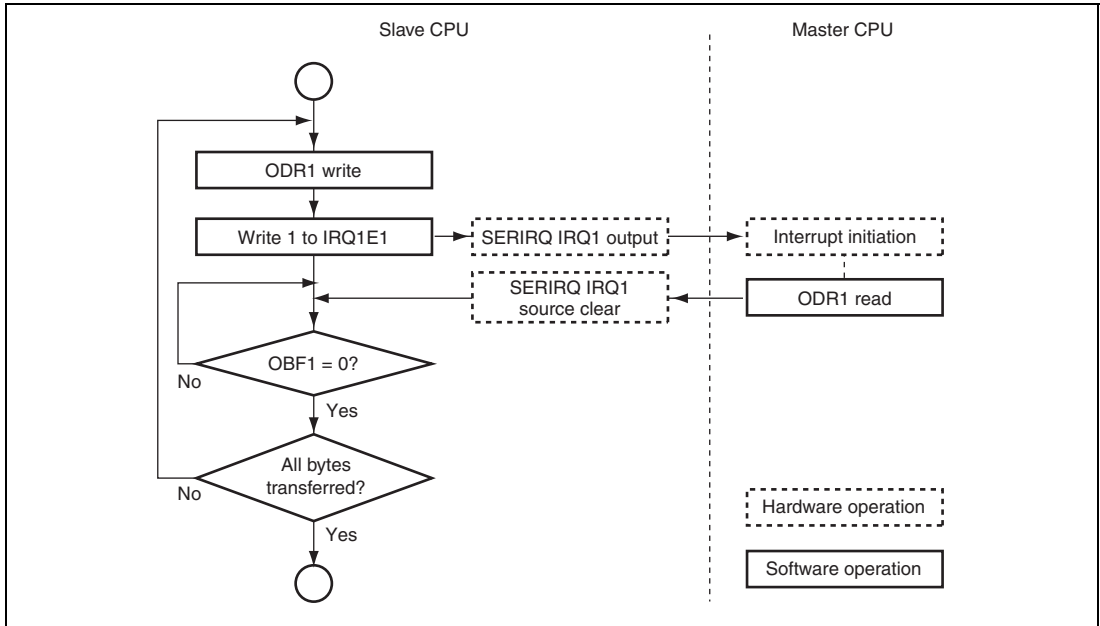 Slave CPU
Master CPU
ODR1 write
Write 1 to IRQ1E1
SERIRQ IRQ1 output
Interrupt initiation
SERIRQ IRQ1
source clear
ODR1 read
OBF1 = 0?
No
Yes
All bytes
transferred?
No
Yes
Hardware operation
Software operation